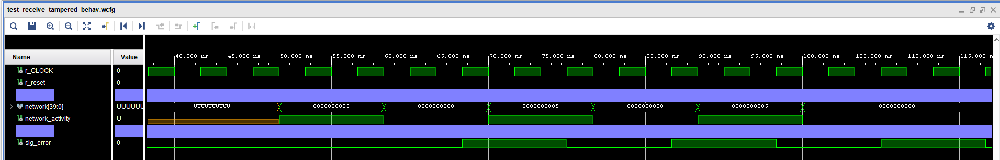 test_receive_tampered_behav.wcfg
Name Value
40.000 ns 45.000 ns 50.000 ns 55.000 ns 60.000 ns 65.000 ns 70.000 ns 75.000 ns 80.000 ns 85.000 ns 90.000 ns 95.000 ns 100.000 ns 105.000 ns 110.000 ns 115.000 n
r_CLOCK 0
r_reset 0
network[39:0] UUUUUU UUUUUUUUUU 0000000005 0000000000 0000000005 0000000000 0000000005 0000000000
network_activity U
sig_error 0